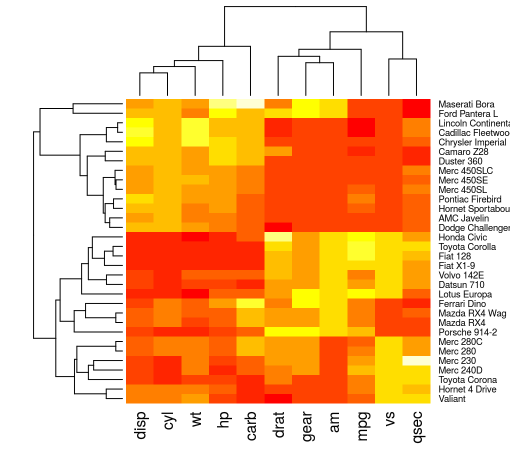 Maserati Bora
Ford Pantera L
Lincoln Continenta
Cadillac Fleetwoo
Chrysler Imperial
Camaro Z28
Duster 360
Merc 450SLC
Merc 450SE
Merc 450SL
Pontiac Firebird
Hornet Sportabou
AMC Javelin
Dodge Challenger
Honda Civic
Toyota Corolla
Fiat 128
Fiat X1-9
Volvo 142E
Datsun 710
Lotus Europa
Ferrari Dino
Mazda RX4 Wag
Mazda RX4
Porsche 914-2
Merc 280C
Merc 280
Merc 230
Merc 240D
Toyota Corona
Hornet 4 Drive
Valiant
disp cyl wt hp carb drat gear am mpg vs qsec